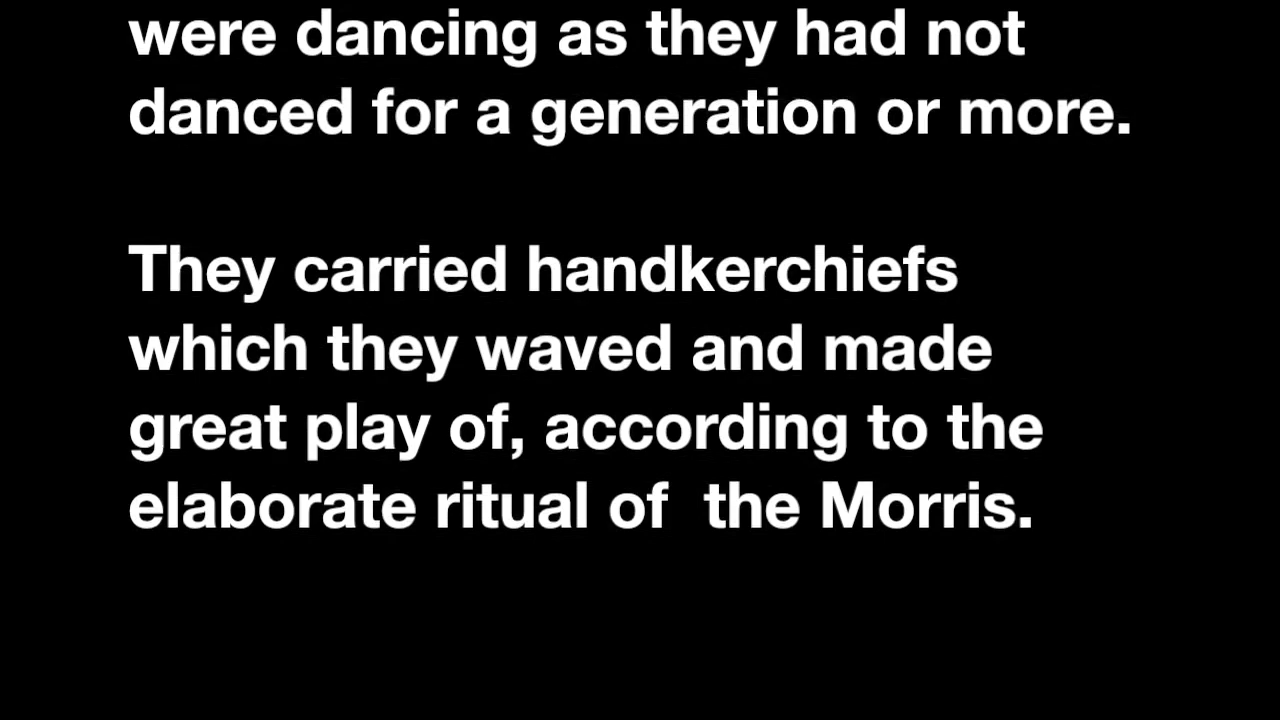 were dancing as they had not
danced for a generation or more.
They carried handkerchiefs
which they waved and made
great play of, according to the
elaborate ritual of  the Morris.